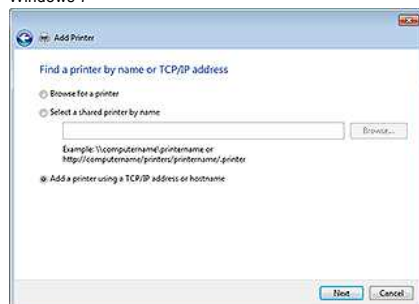 Add Printer
Find a printer by name or TCP/IP address
Browse for a printer
Select a shared printer by name
Browse...
Example: \\computername\printername or
http://computername/printers/printername/.printer
Add a printer using a TCP/IP address or hostname
Next
Cancel